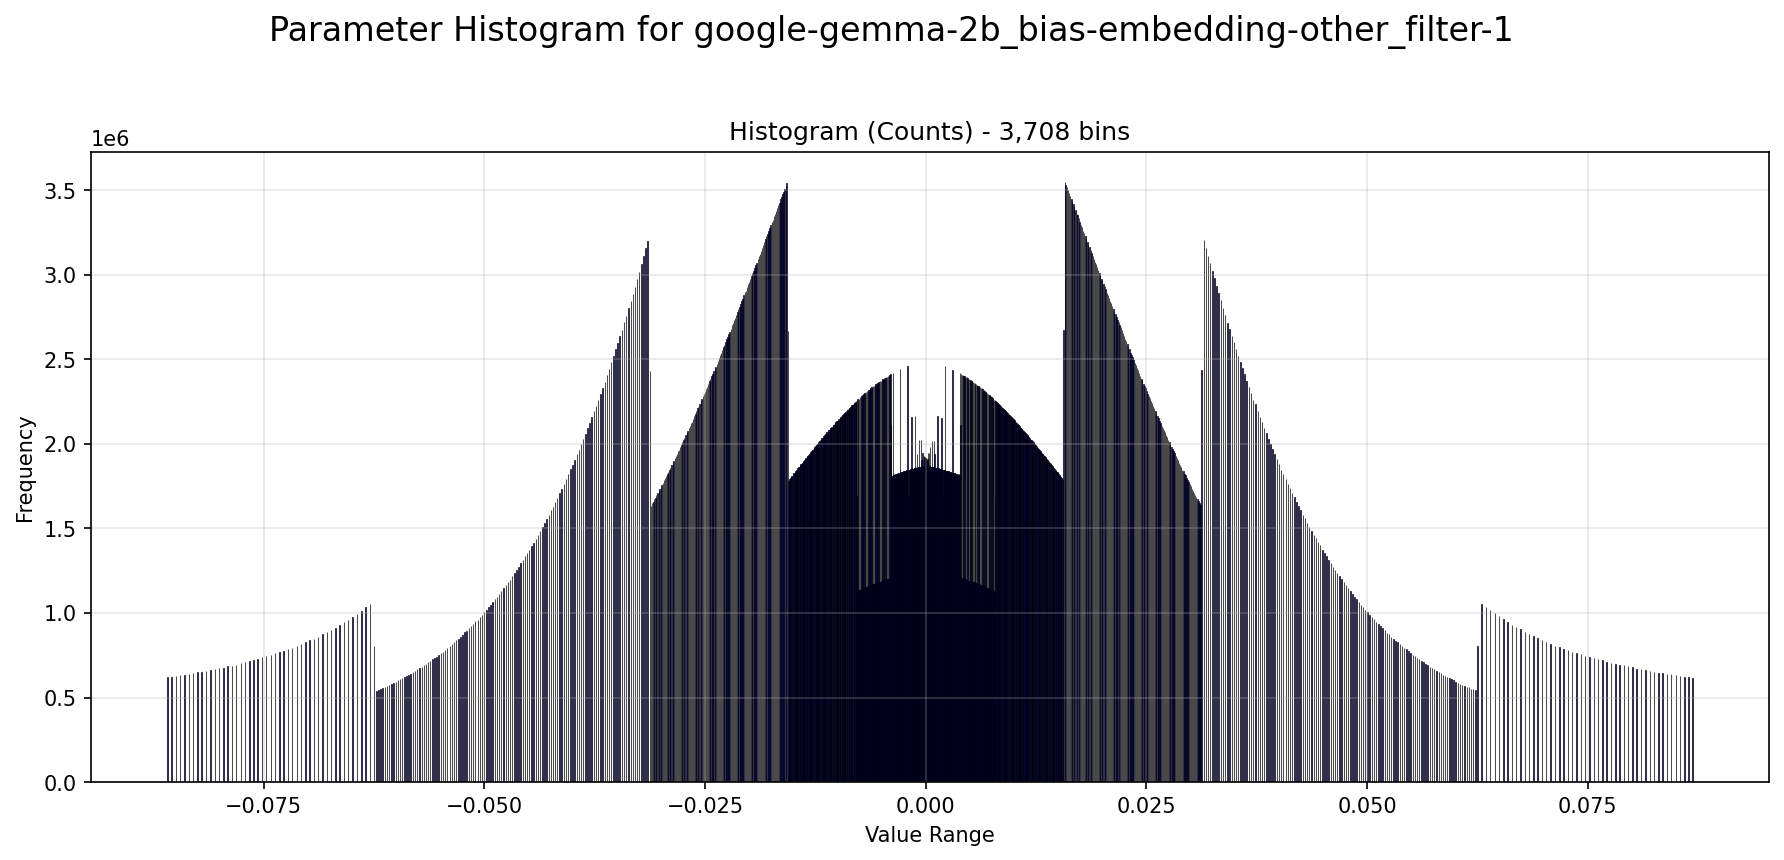 Parameter Histogram for google-gemma-2b_bias-embedding-other_filter-1
Histogram (Counts) - 3,708 bins
1e6
3.5
3.0
2.5
2.0
1.5
1.0
0.5
0.0
Frequency
−0.075 −0.050 −0.025 0.000 0.025 0.050 0.075
Value Range